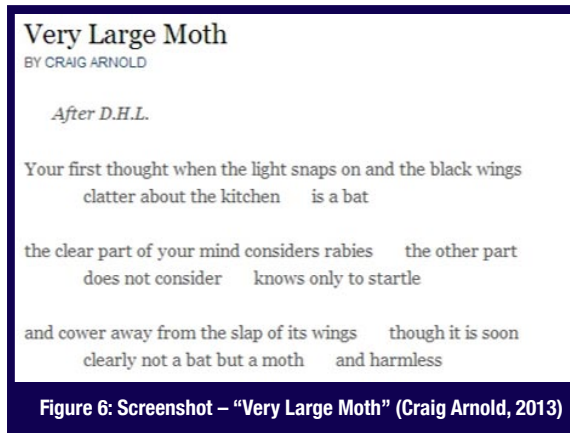 Very Large Moth
BY CRAIG ARNOLD
After D.H.L.
Your first thought when the light snaps on and the black wings
clatter about the kitchen is a bat
the clear part of your mind considers rabies the other part
does not consider knows only to startle
and cower away from the slap of its wings though it is soon
clearly not a bat but a moth and harmless
Figure 6: Screenshot – “Very Large Moth” (Craig Arnold, 2013)